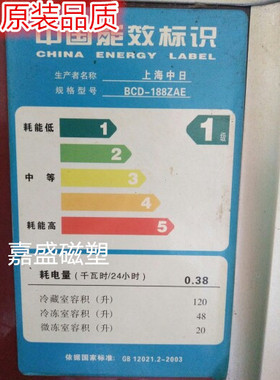 原装品质
中国能效标识
CHINA ENERGY LABEL
生产者名称 上海中日
规格型号 BCD-188ZAE
耗能低 1 1级
2
中等 3
4
耗能高 5
嘉盛磁塑
耗电量 (千瓦时/24小时) 0.38
冷藏室容积 (升) 120
冷冻室容积 (升) 48
微冻室容积 (升) 20
依据国家标准: GB 12021.2-2003